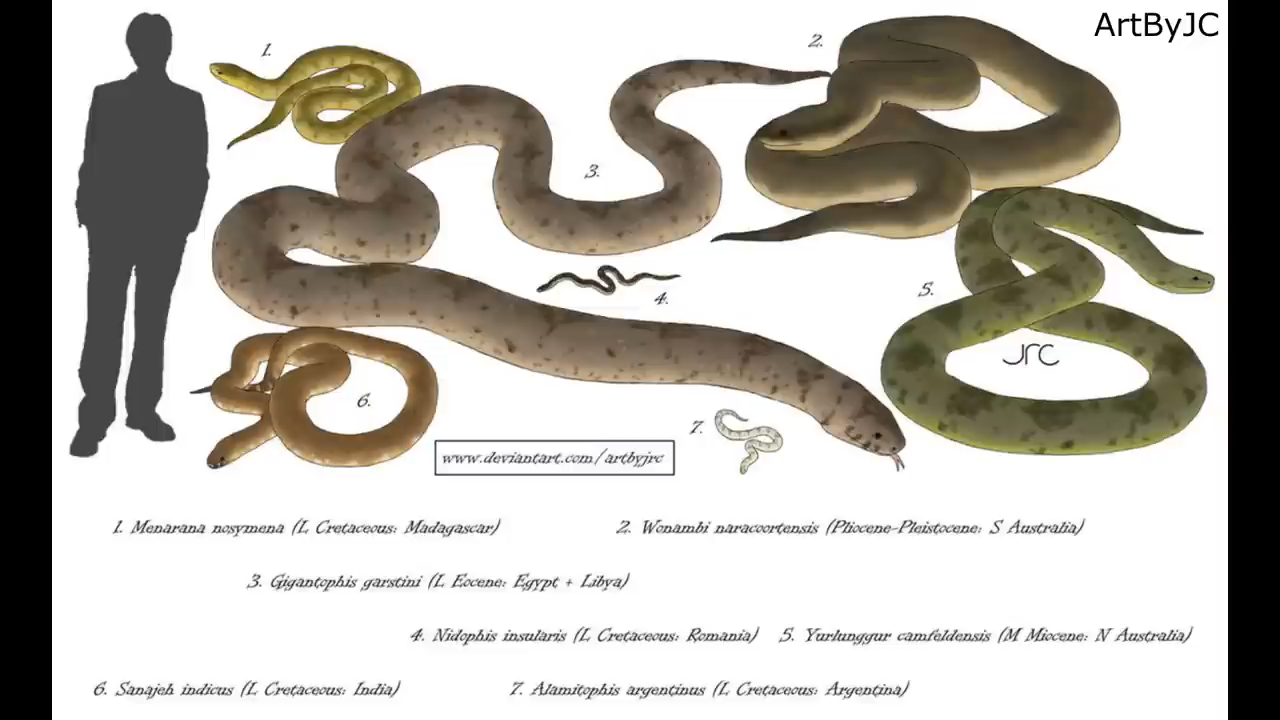 ArtByJC
1.
2.
3.
4.
5.
JrC
6.
7.
www.deviantart.com/artbyjrc
1. Menarana nosymena (L Cretaceous: Madagascar)
2. Wonambi naracoortensis (Pliocene-Pleistocene: S Australia)
3. Gigantophis garstini (L Eocene: Egypt + Libya)
4. Nidophis insularis (L Cretaceous: Romania)
5. Yurlunggur camfeldensis (M Miocene: N Australia)
6. Sanajeh indicus (L Cretaceous: India)
7. Alamitophis argentinus (L Cretaceous: Argentina)